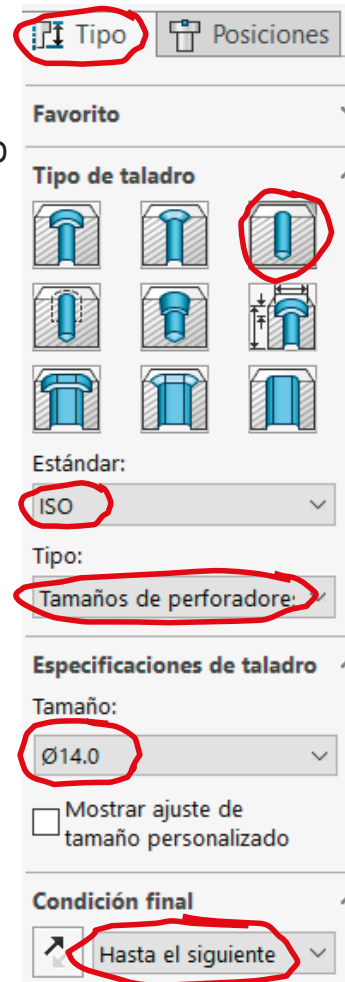 Tipo Posiciones
Favorito
o
Tipo de taladro
Estándar:
ISO
Tipo:
Tamaños de perforadore
Especificaciones de taladro
Tamaño:
Ø14.0
Mostrar ajuste de
tamaño personalizado
Condición final
Hasta el siguiente